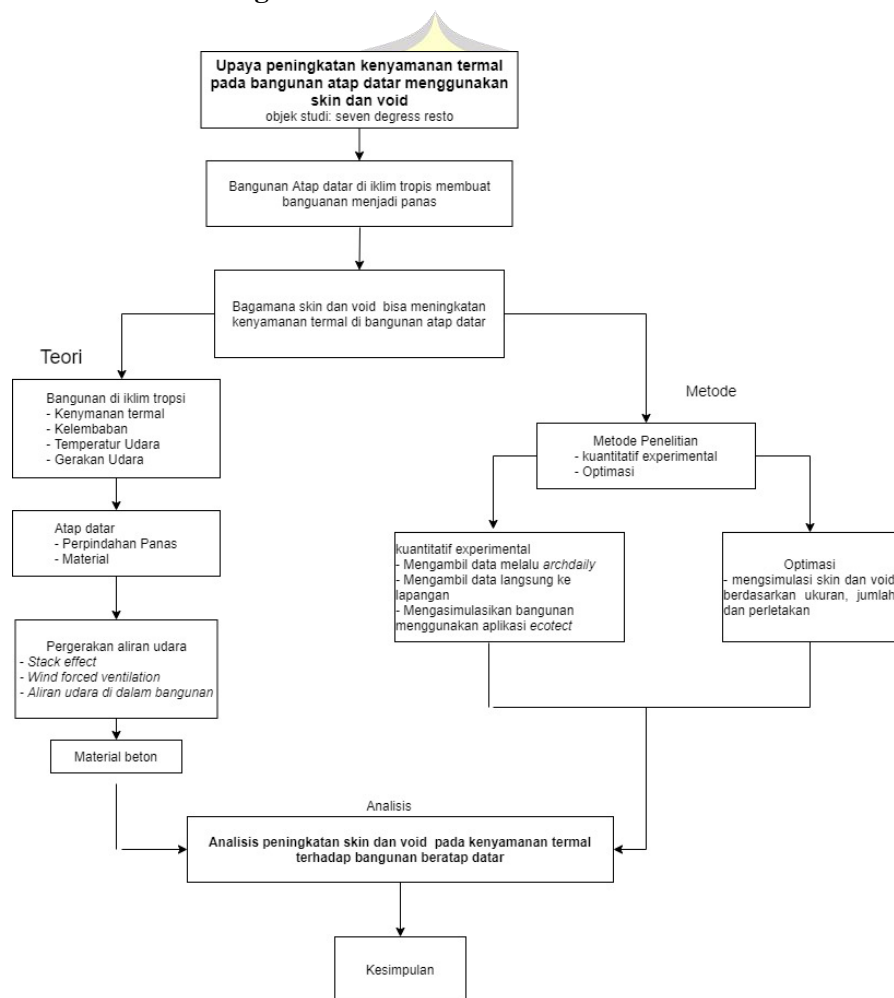 Upaya peningkatan kenyamanan termal
pada bangunan atap datar menggunakan
skin dan void
objek studi: seven degress resto
Bangunan Atap datar di iklim tropis membuat
banguanan menjadi panas
Bagamana skin dan void bisa meningkatan
kenyamanan termal di bangunan atap datar
Teori
Bangunan di iklim tropsi
- Kenymanan termal
- Kelembaban
- Temperatur Udara
- Gerakan Udara
Atap datar
- Perpindahan Panas
- Material
Pergerakan aliran udara
- Stack effect
- Wind forced ventilation
- Aliran udara di dalam bangunan
Material beton
Metode
Metode Penelitian
- kuantitatif experimental
- Optimasi
kuantitatif experimental
- Mengambil data melalu archdaily
- Mengambil data langsung ke
lapangan
- Mengasimulasikan bangunan
menggunakan aplikasi ecotect
Optimasi
- mengsimulasi skin dan void
berdasarkan ukuran, jumlah
dan perletakan
Analisis
Analisis peningkatan skin dan void pada kenyamanan termal
terhadap bangunan beratap datar
Kesimpulan